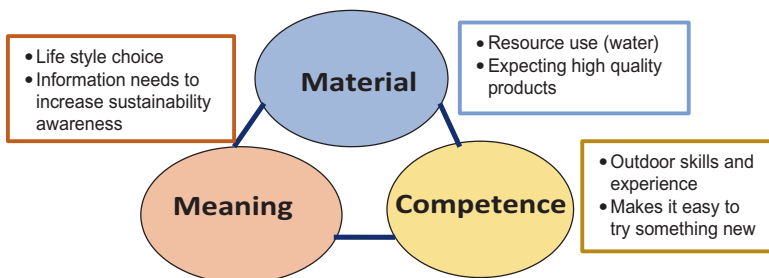 • Life style choice
• Information needs to
increase sustainability
awareness
Material
• Resource use (water)
• Expecting high quality
products
Meaning
Competence
• Outdoor skills and
experience
• Makes it easy to
try something new